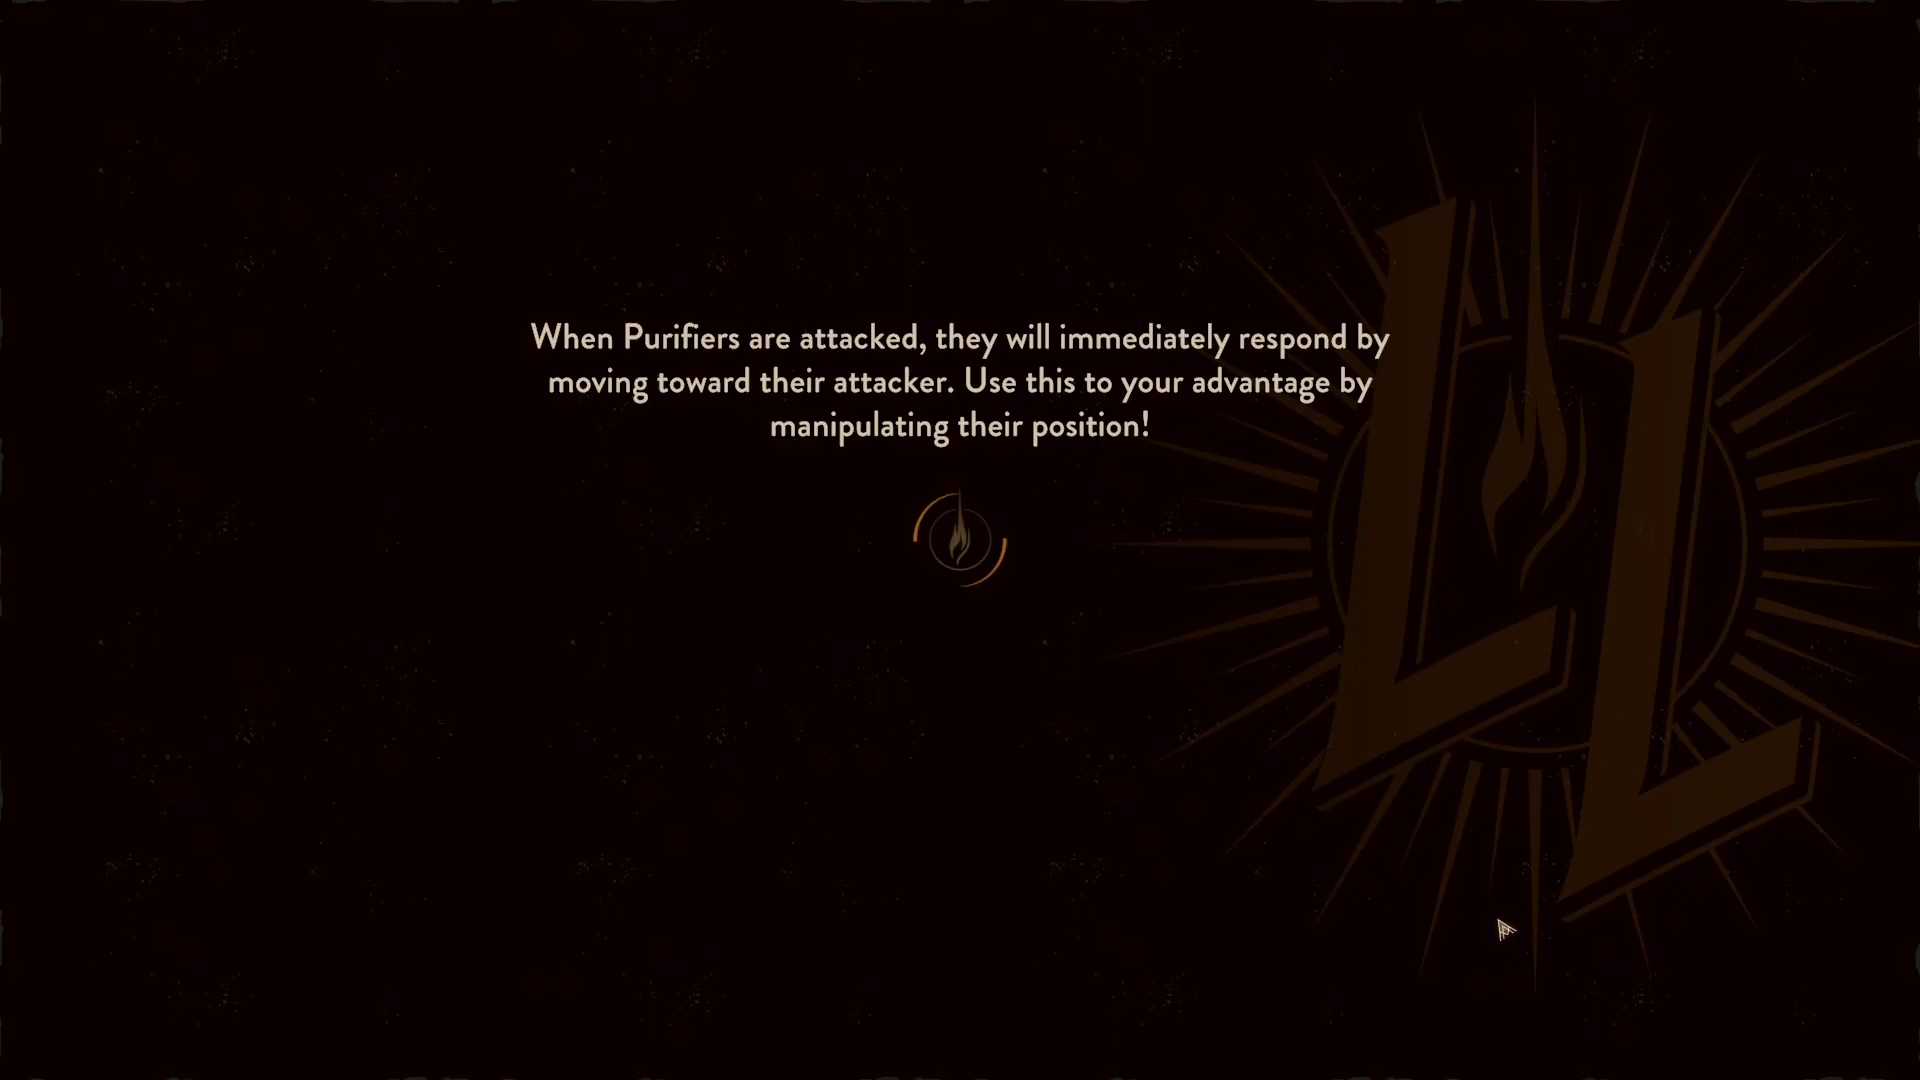 When Purifiers are attacked, they will immediately respond by
moving toward their attacker. Use this to your advantage by
manipulating their position!
LL